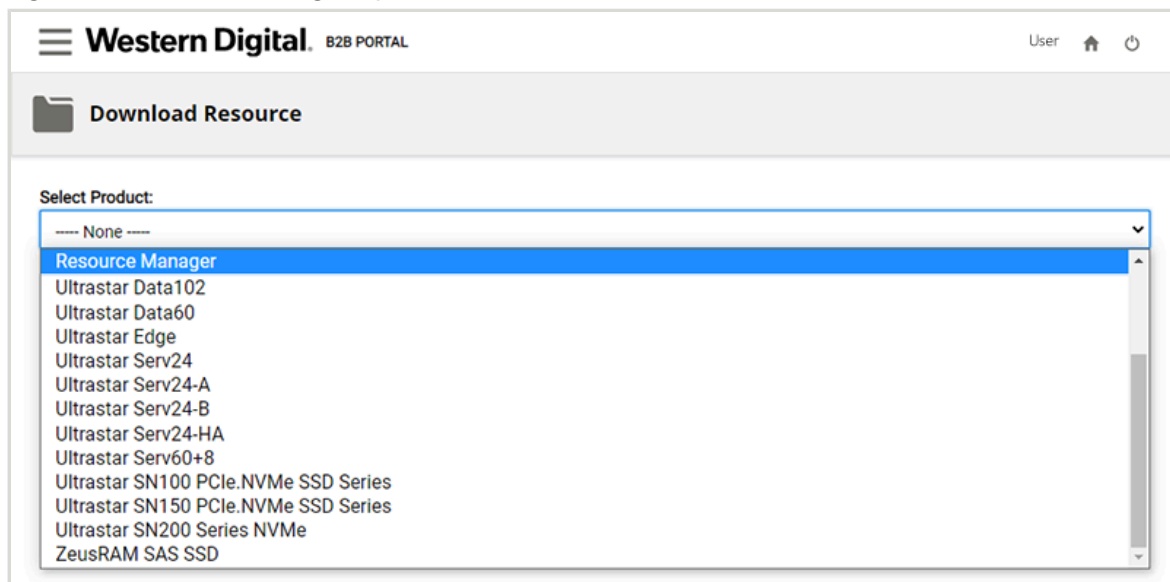 Western Digital. B2B PORTAL User
Download Resource
Select Product:
---- None ----
Resource Manager
Ultrastar Data102
Ultrastar Data60
Ultrastar Edge
Ultrastar Serv24
Ultrastar Serv24-A
Ultrastar Serv24-B
Ultrastar Serv24-HA
Ultrastar Serv60+8
Ultrastar SN100 PCIe.NVMe SSD Series
Ultrastar SN150 PCIe.NVMe SSD Series
Ultrastar SN200 Series NVMe
ZeusRAM SAS SSD